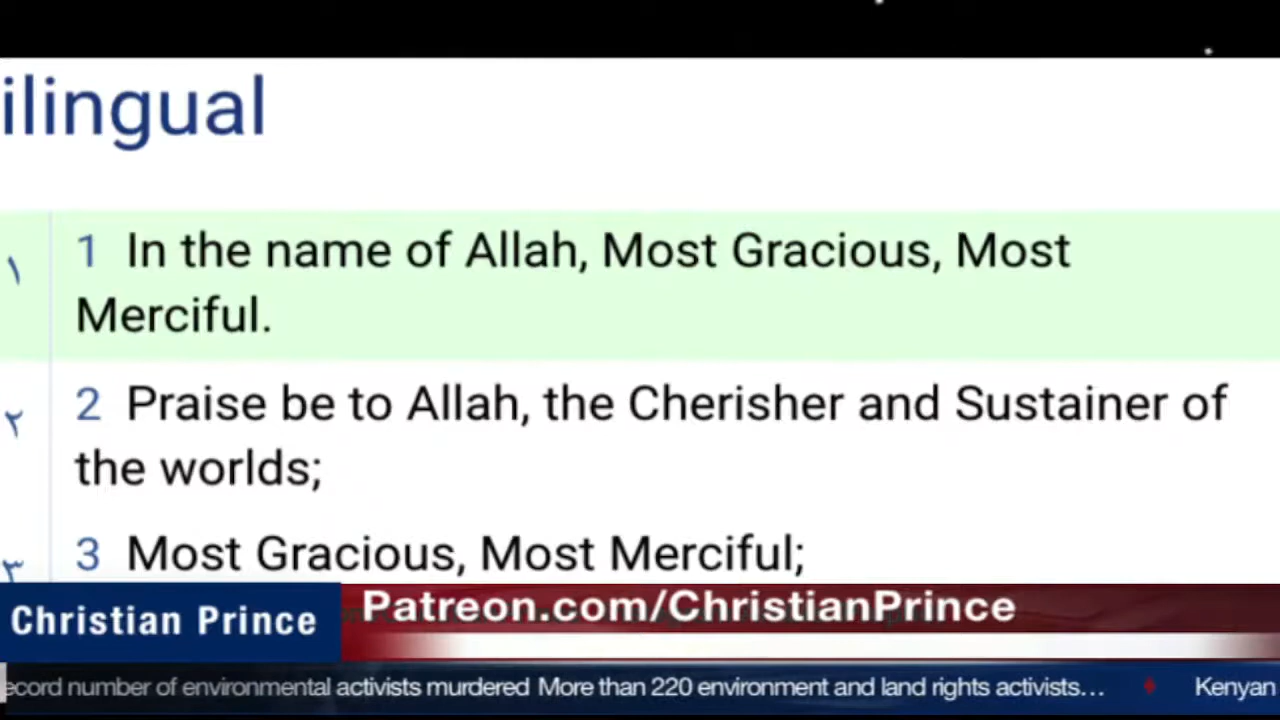 ilingual
١ 1 In the name of Allah, Most Gracious, Most
Merciful.
٢ 2 Praise be to Allah, the Cherisher and Sustainer of
the worlds;
٣ 3 Most Gracious, Most Merciful;
Christian Prince
Patreon.com/ChristianPrince
ecord number of environmental activists murdered More than 220 environment and land rights activists... Kenyan